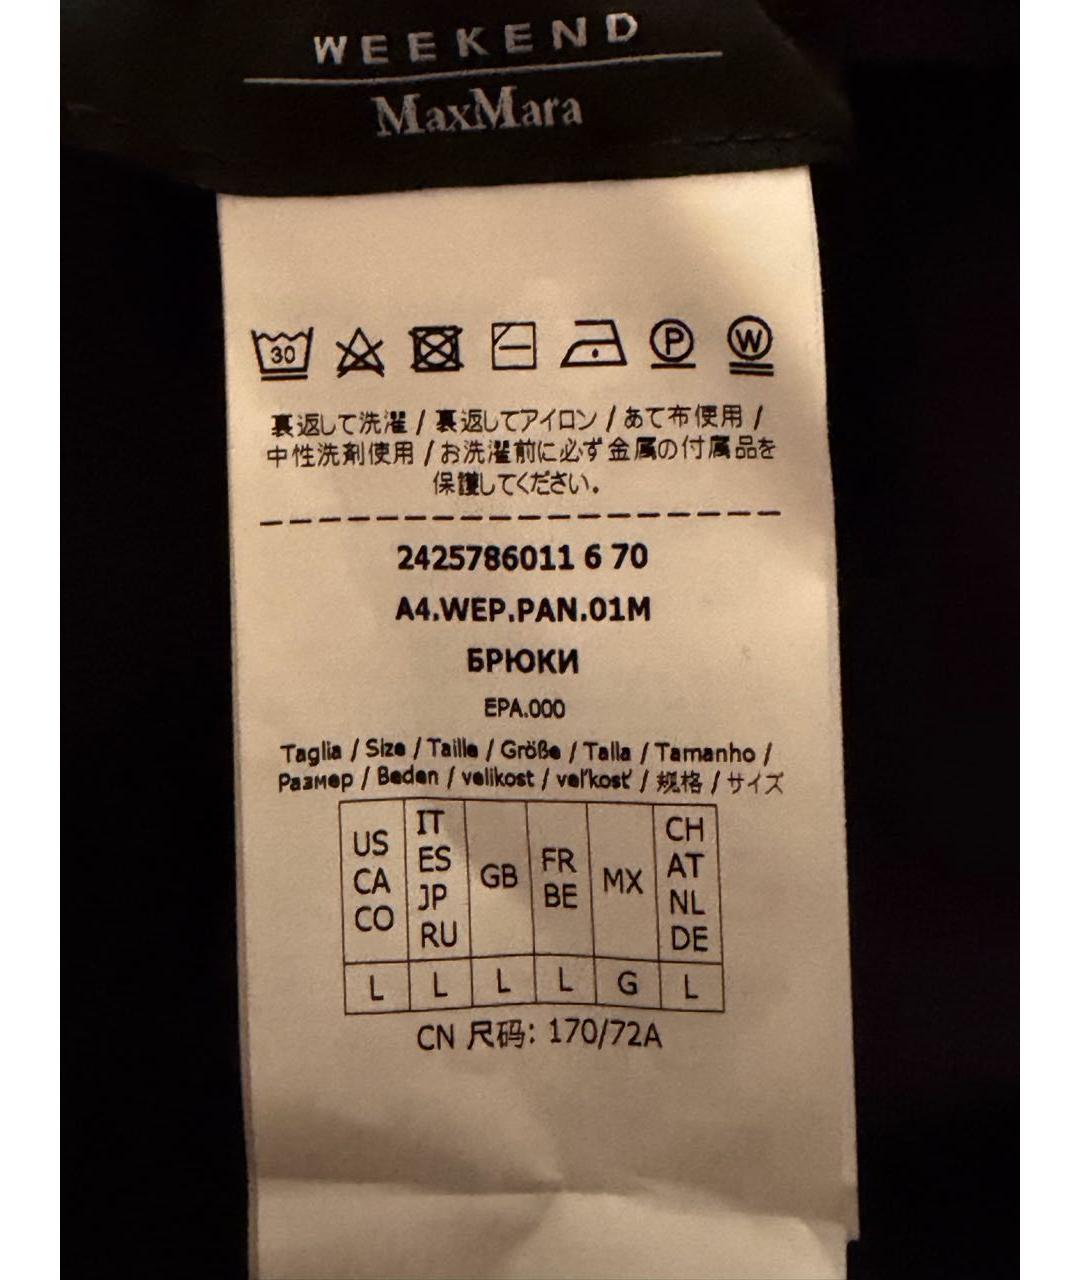 WEEKEND
MaxMara
30 P W
裏返して洗濯 / 裏返してアイロン / あて布使用 /
中性洗剤使用 / お洗濯前に必ず金属の付属品を
保護してください。
2425786011 6 70
A4.WEP.PAN.01M
БРЮКИ
EPA.000
Taglia / Size / Taille / Größe / Talla / Tamanho /
Размер / Beden / velikost / veľkosť / 规格 / サイズ
US CA CO
IT ES JP RU
GB
FR BE
MX
CH AT NL DE
L L L L G L
CN 尺码: 170/72A